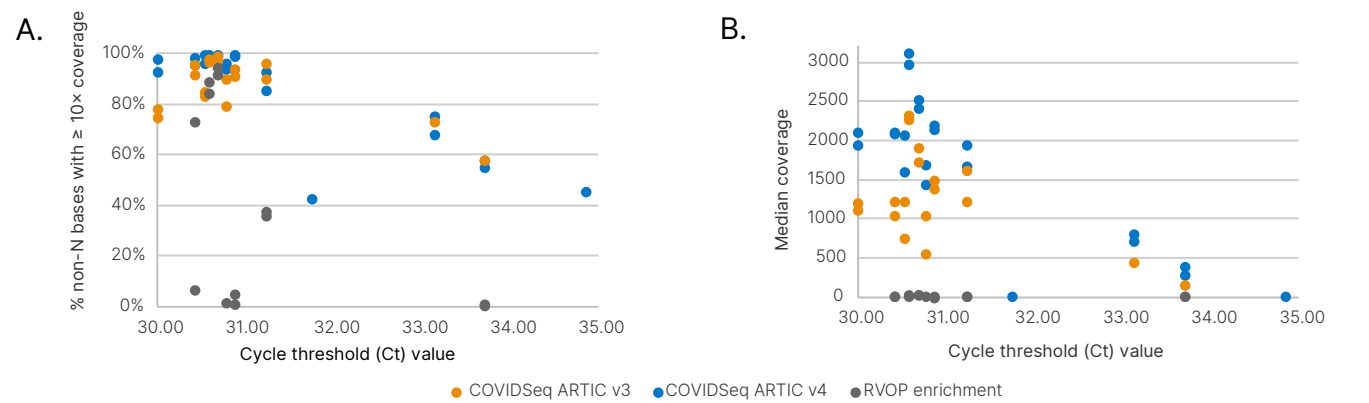 A.
% non-N bases with ≥ 10× coverage
100%
80%
60%
40%
20%
0%
30.00 31.00 32.00 33.00 34.00 35.00
Cycle threshold (Ct) value
B.
Median coverage
3000
2500
2000
1500
1000
500
0
30.00 31.00 32.00 33.00 34.00 35.00
Cycle threshold (Ct) value
COVIDSeq ARTIC v3 COVIDSeq ARTIC v4 RVOP enrichment